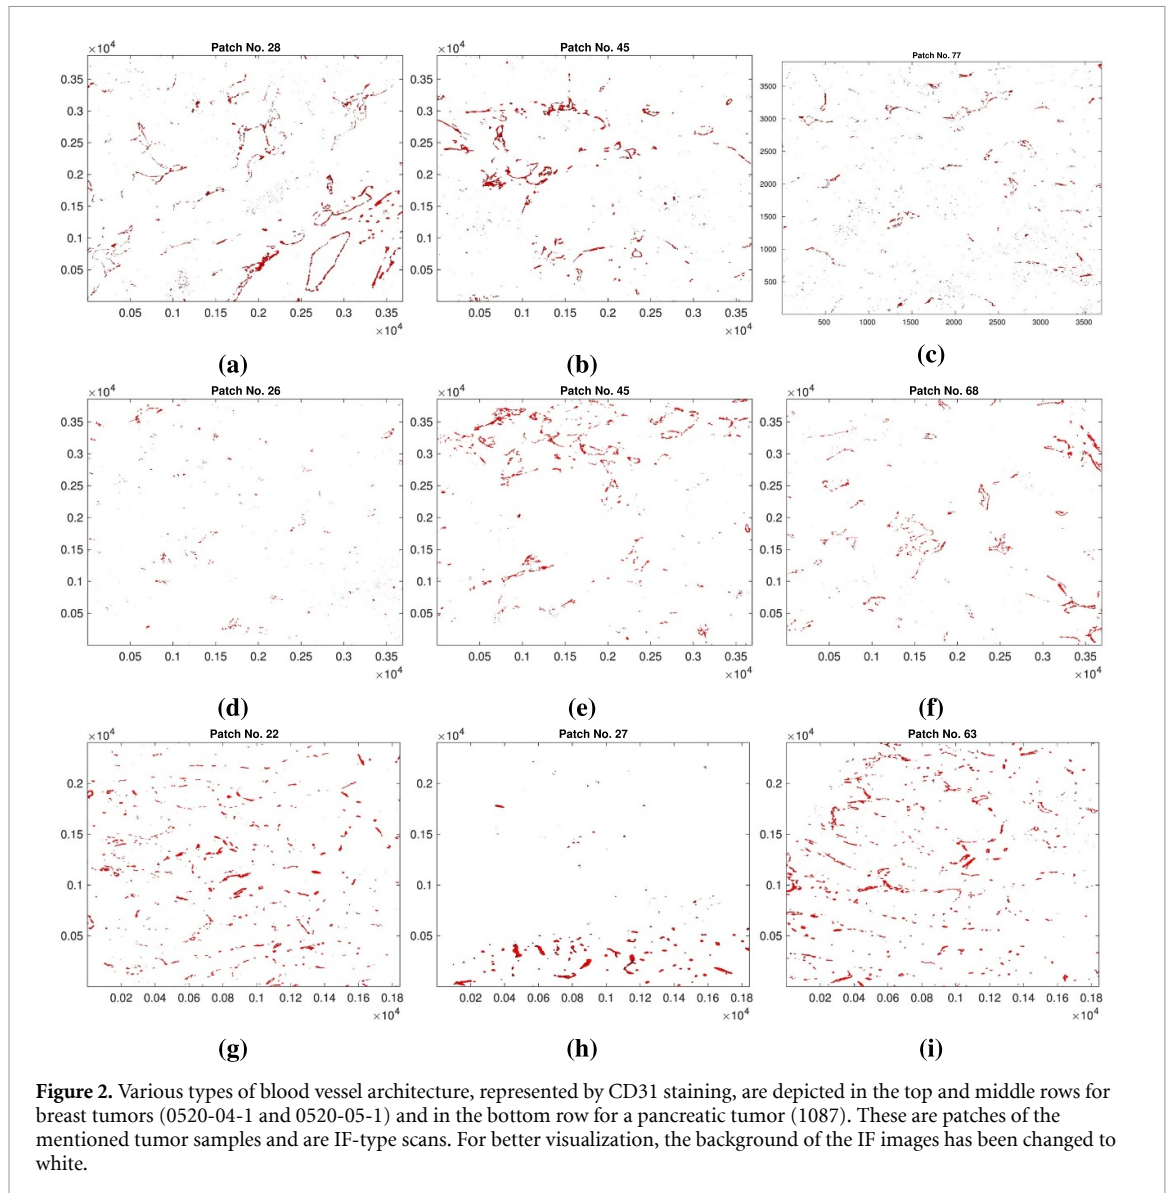 Patch No. 28
×10⁴
0.35
0.3
0.25
0.2
0.15
0.1
0.05
0.05 0.1 0.15 0.2 0.25 0.3 0.35
×10⁴
(a)
Patch No. 45
×10⁴
0.35
0.3
0.25
0.2
0.15
0.1
0.05
0.05 0.1 0.15 0.2 0.25 0.3 0.35
×10⁴
(b)
Patch No. 77
3500
3000
2500
2000
1500
1000
500
500 1000 1500 2000 2500 3000 3500
(c)
Patch No. 26
×10⁴
0.35
0.3
0.25
0.2
0.15
0.1
0.05
0.05 0.1 0.15 0.2 0.25 0.3 0.35
×10⁴
(d)
Patch No. 45
×10⁴
0.35
0.3
0.25
0.2
0.15
0.1
0.05
0.05 0.1 0.15 0.2 0.25 0.3 0.35
×10⁴
(e)
Patch No. 68
×10⁴
0.35
0.3
0.25
0.2
0.15
0.1
0.05
0.05 0.1 0.15 0.2 0.25 0.3 0.35
×10⁴
(f)
Patch No. 22
×10⁴
0.2
0.15
0.1
0.05
0.02 0.04 0.06 0.08 0.1 0.12 0.14 0.16 0.18
×10⁴
(g)
Patch No. 27
×10⁴
0.2
0.15
0.1
0.05
0.02 0.04 0.06 0.08 0.1 0.12 0.14 0.16 0.18
×10⁴
(h)
Patch No. 63
×10⁴
0.2
0.15
0.1
0.05
0.02 0.04 0.06 0.08 0.1 0.12 0.14 0.16 0.18
×10⁴
(i)
Figure 2. Various types of blood vessel architecture, represented by CD31 staining, are depicted in the top and middle rows for
breast tumors (0520-04-1 and 0520-05-1) and in the bottom row for a pancreatic tumor (1087). These are patches of the
mentioned tumor samples and are IF-type scans. For better visualization, the background of the IF images has been changed to
white.